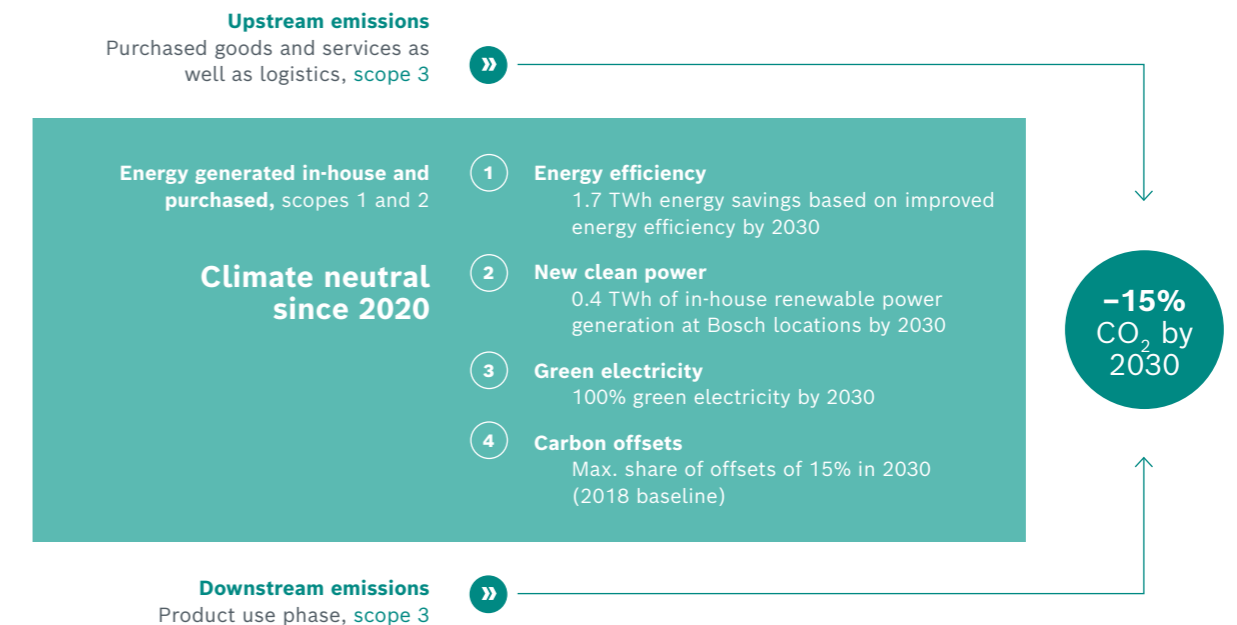 Upstream emissions
Purchased goods and services as
well as logistics, scope 3
»
Energy generated in-house and
purchased, scopes 1 and 2
Climate neutral
since 2020
1
Energy efficiency
1.7 TWh energy savings based on improved
energy efficiency by 2030
2
New clean power
0.4 TWh of in-house renewable power
generation at Bosch locations by 2030
3
Green electricity
100% green electricity by 2030
4
Carbon offsets
Max. share of offsets of 15% in 2030
(2018 baseline)
–15%
CO₂ by
2030
Downstream emissions
Product use phase, scope 3
»